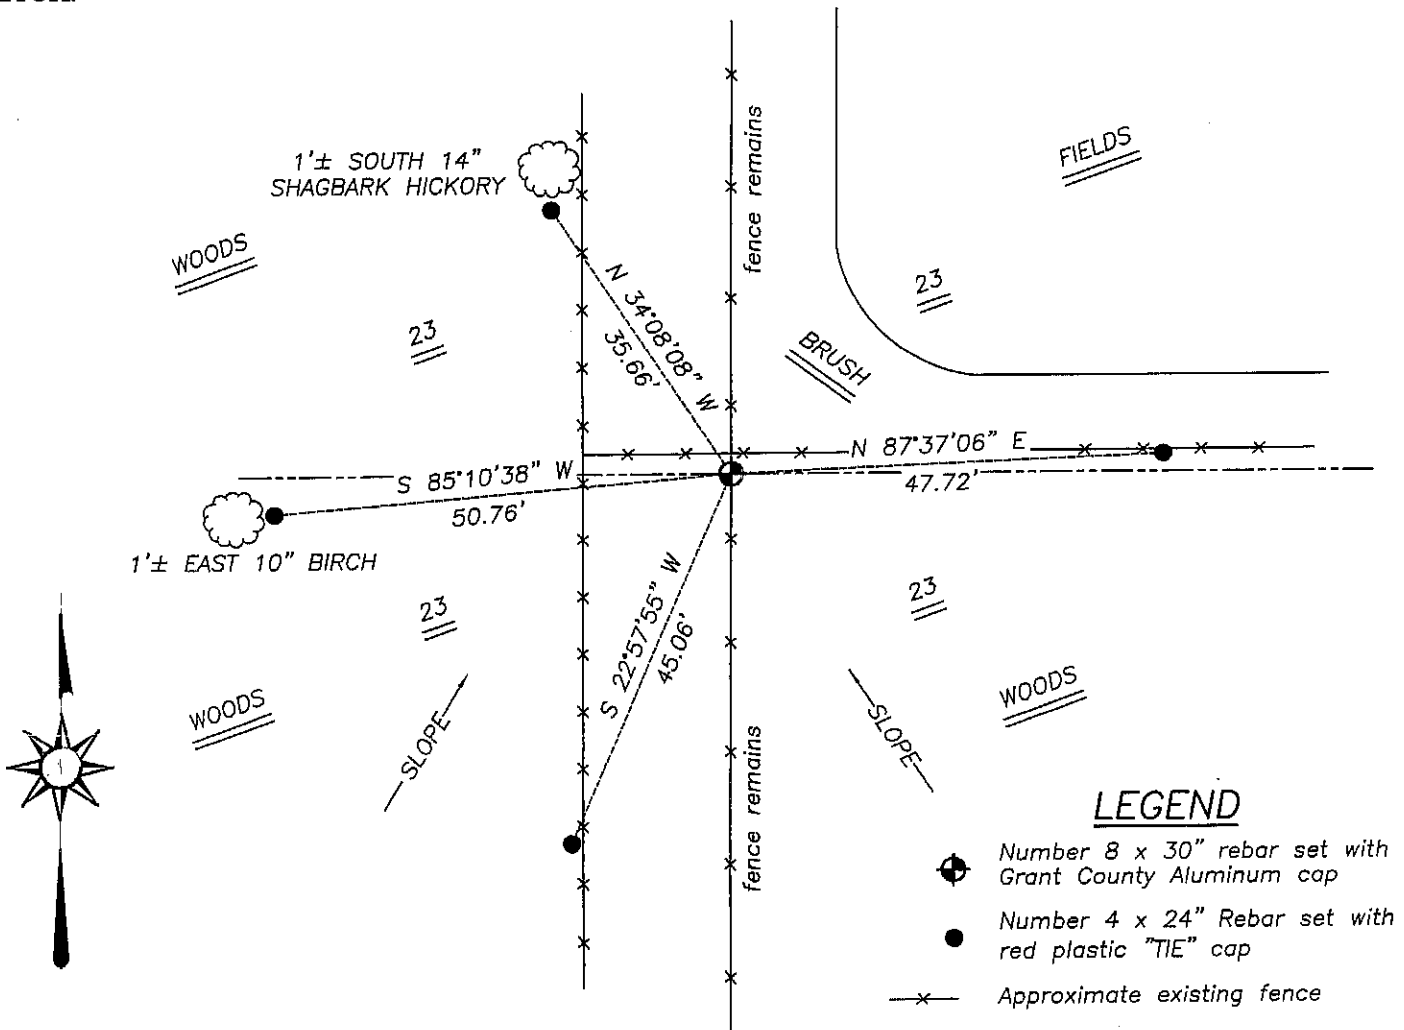 1'± SOUTH 14"
SHAGBARK HICKORY
fence remains
FIELDS
WOODS
23
23
N 34°08'08" W
35.66'
BRUSH
N 87°37'06" E
47.72'
S 85°10'38" W
50.76'
1'± EAST 10" BIRCH
23
23
S 22°57'55" W
45.06'
WOODS
WOODS
SLOPE
SLOPE
fence remains
LEGEND
Number 8 x 30" rebar set with
Grant County Aluminum cap
Number 4 x 24" Rebar set with
red plastic "TIE" cap
Approximate existing fence